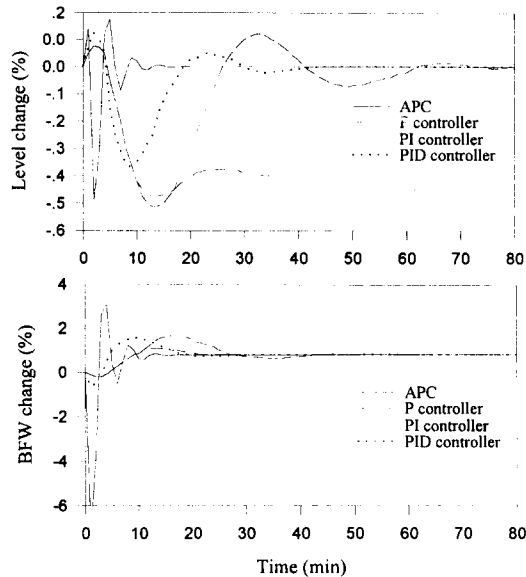 .2
0.0
0.0
-.1
-.2
-.3
-.4
-.5
-.6
Level change (%)
APC
P controller
PI controller
PID controller
0 10 20 30 40 50 60 70 80
4
2
0
-2
-4
-6
BFW change (%)
APC
P controller
PI controller
PID controller
0 10 20 30 40 50 60 70 80
Time (min)